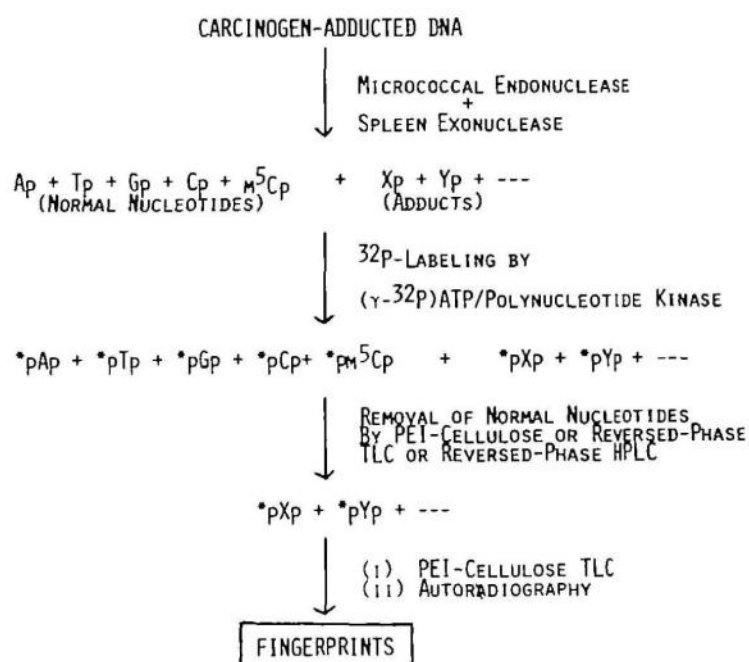 CARCINOGEN-ADDUCTED DNA
MICROCOCCAL ENDONUCLEASE
+
SPLEEN EXONUCLEASE
Ap + Tp + Gp + Cp + M⁵Cp + Xp + Yp + ---
(NORMAL NUCLEOTIDES) (ADDUCTS)
³²P-LABELING BY
(γ-³²P)ATP/POLYNUCLEOTIDE KINASE
*pAp + *pTp + *pGp + *pCp+ *pM⁵Cp + *pXp + *pYp + ---
REMOVAL OF NORMAL NUCLEOTIDES
BY PEI-CELLULOSE OR REVERSED-PHASE
TLC OR REVERSED-PHASE HPLC
*pXp + *pYp + ---
(I) PEI-CELLULOSE TLC
(II) AUTORADIOGRAPHY
FINGERPRINTS